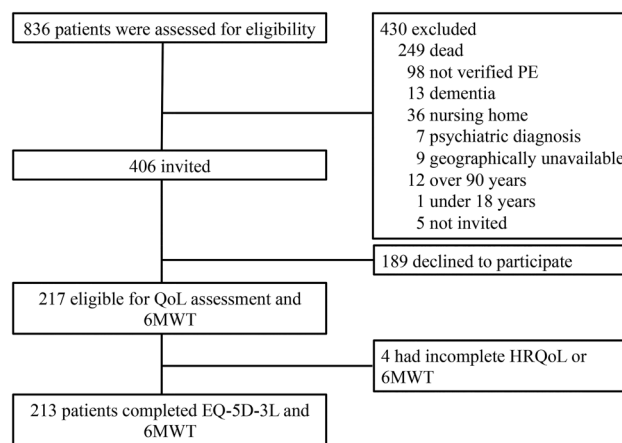 836 patients were assessed for eligibility
430 excluded
249 dead
98 not verified PE
13 dementia
36 nursing home
7 psychiatric diagnosis
9 geographically unavailable
12 over 90 years
1 under 18 years
5 not invited
406 invited
189 declined to participate
217 eligible for QoL assessment and
6MWT
4 had incomplete HRQoL or
6MWT
213 patients completed EQ-5D-3L and
6MWT